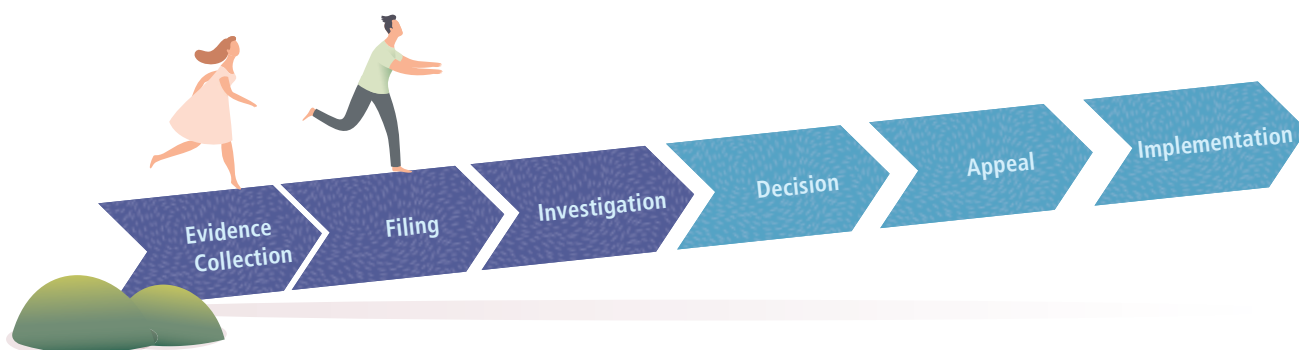 Evidence
Collection
Filing
Investigation
Decision
Appeal
Implementation